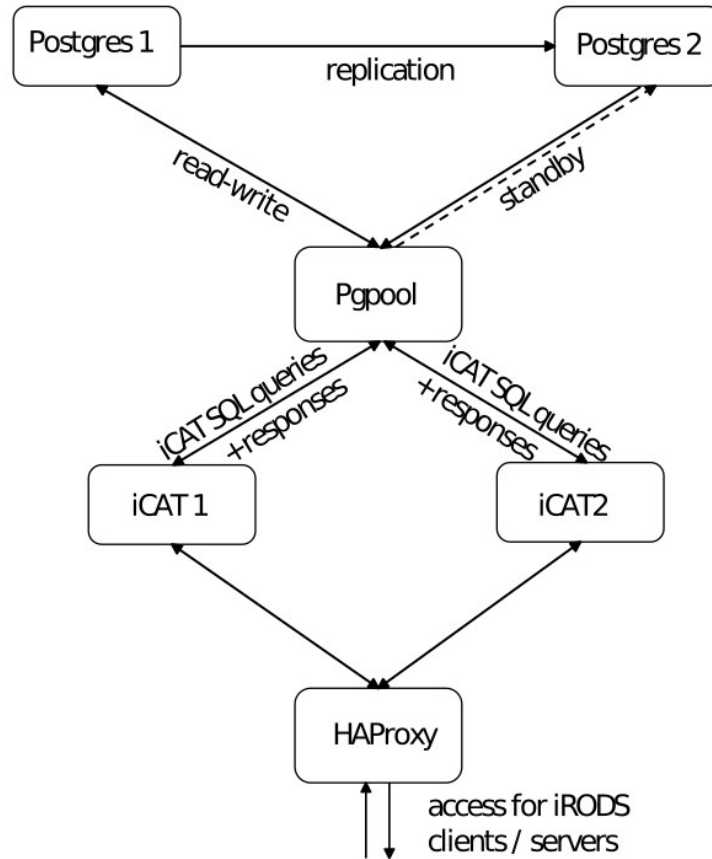 Postgres 1
Postgres 2
replication
read-write
standby
Pgpool
iCAT SQL queries
+responses
iCAT SQL queries
+responses
iCAT 1
iCAT2
HAProxy
access for iRODS
clients / servers